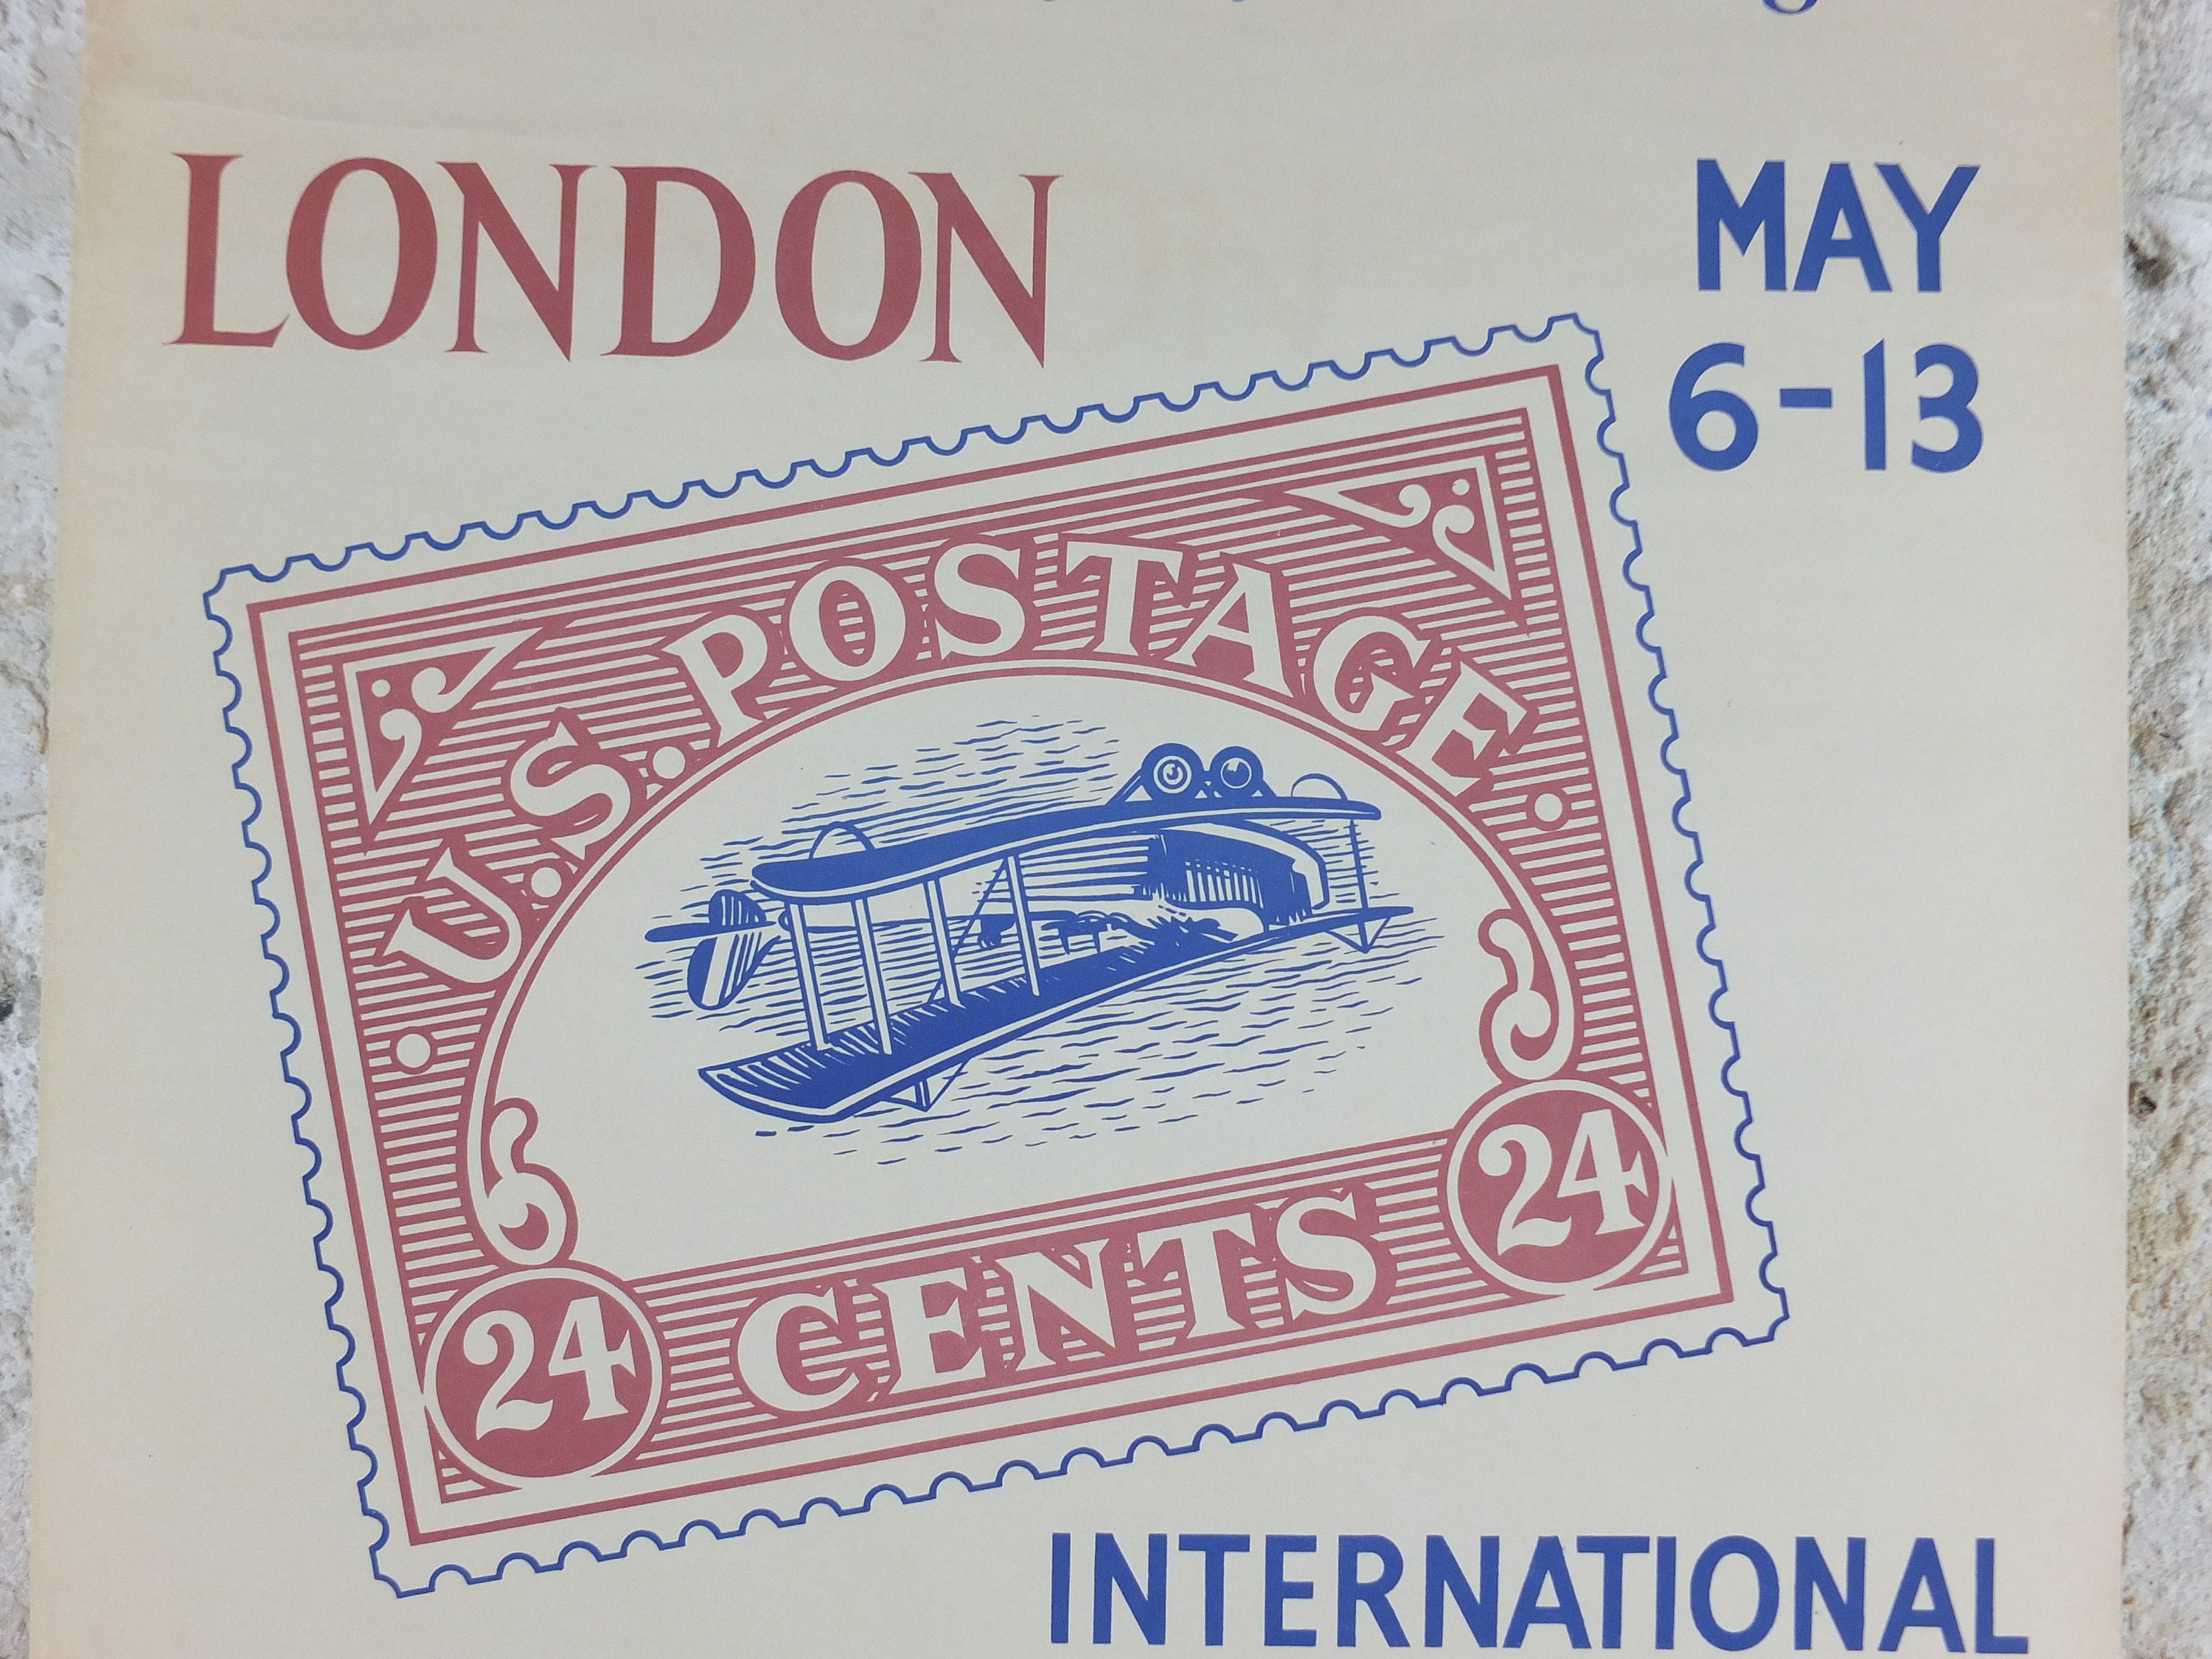 LONDON
MAY
6-13
U.S. POSTAGE
24 CENTS 24
INTERNATIONAL